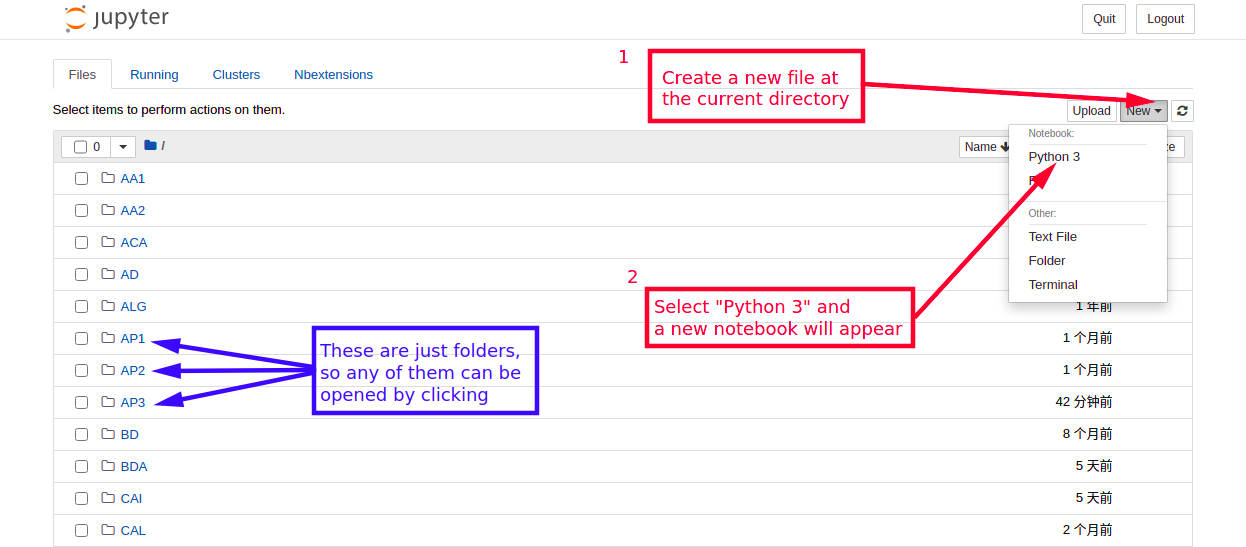 jupyter
Quit
Logout
Files
Running
Clusters
Nbextensions
1
Create a new file at
the current directory
Select items to perform actions on them.
Upload
New
0
/
Name
Notebook:
Python 3
Other:
Text File
Folder
Terminal
AA1
AA2
ACA
AD
2
Select "Python 3" and
a new notebook will appear
ALG
1 年前
AP1
1 个月前
These are just folders,
so any of them can be
opened by clicking
AP2
1 个月前
AP3
42 分钟前
BD
8 个月前
BDA
5 天前
CAI
5 天前
CAL
2 个月前